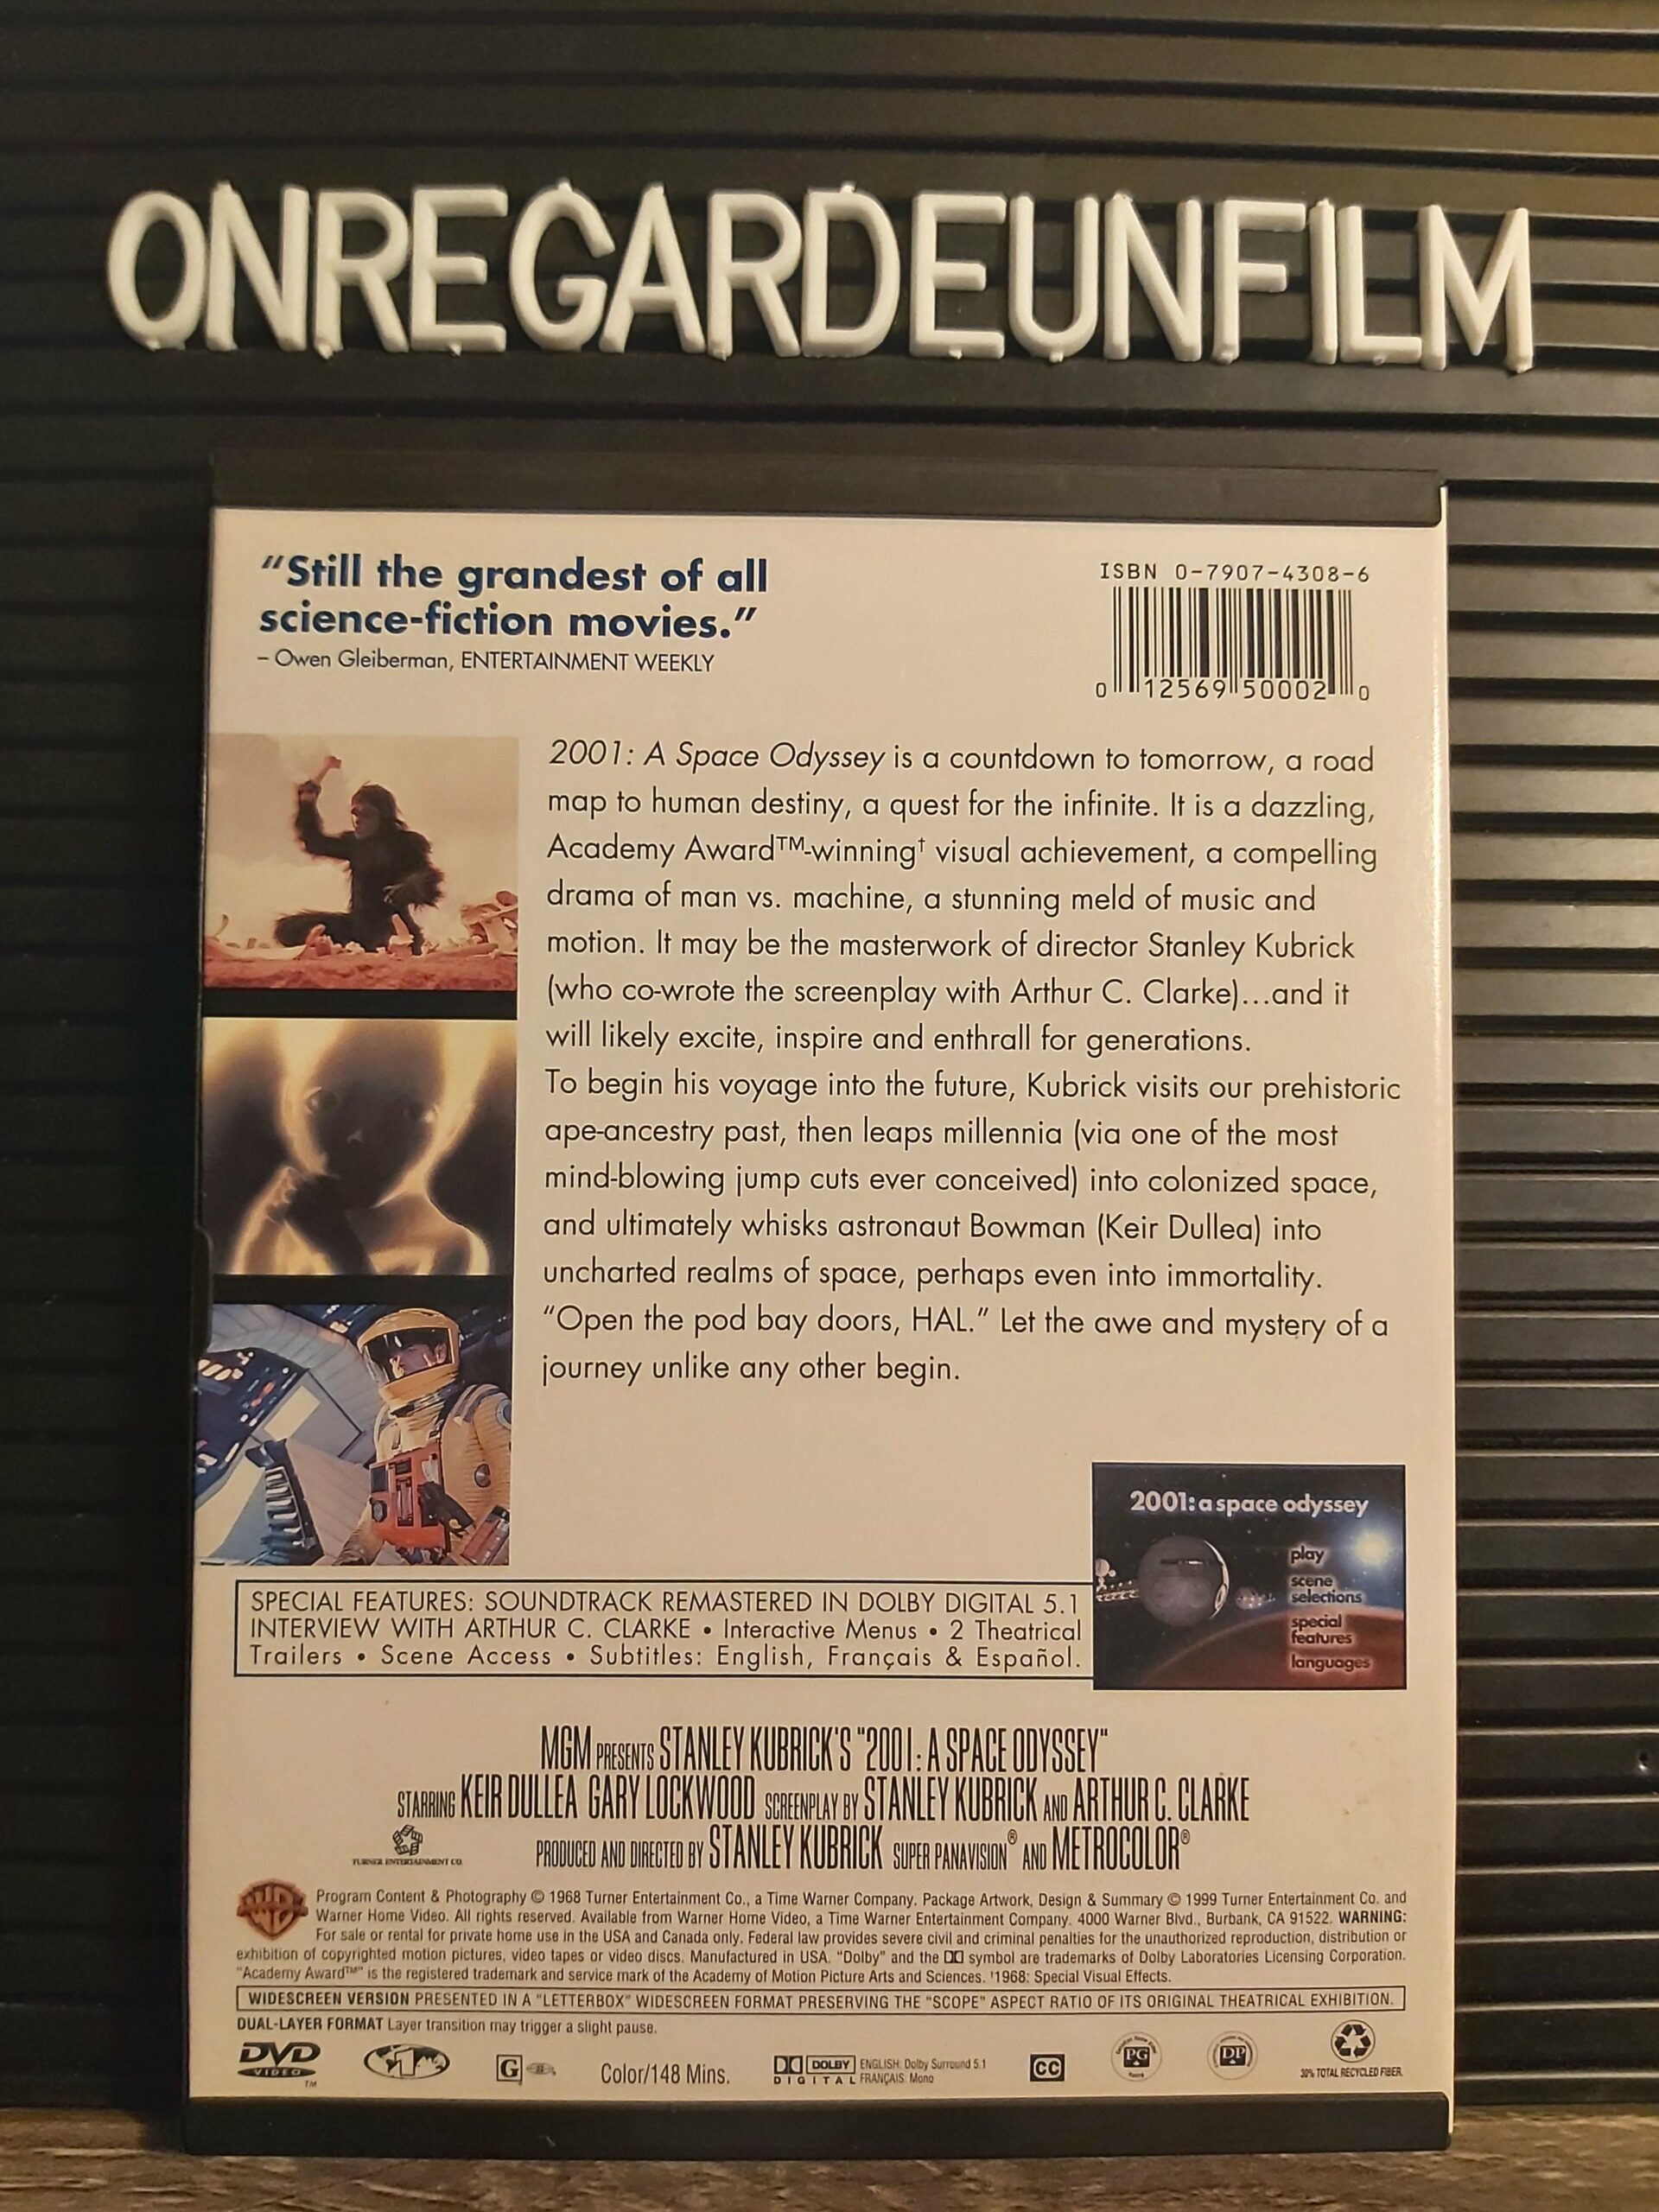 ONREGARDEUNFILM
“Still the grandest of all
science-fiction movies.”
– Owen Gleiberman, ENTERTAINMENT WEEKLY
ISBN 0-7907-4308-6
0 12569 50002 0
2001: A Space Odyssey is a countdown to tomorrow, a road
map to human destiny, a quest for the infinite. It is a dazzling,
Academy Award™-winning† visual achievement, a compelling
drama of man vs. machine, a stunning meld of music and
motion. It may be the masterwork of director Stanley Kubrick
(who co-wrote the screenplay with Arthur C. Clarke)...and it
will likely excite, inspire and enthrall for generations.
To begin his voyage into the future, Kubrick visits our prehistoric
ape-ancestry past, then leaps millennia (via one of the most
mind-blowing jump cuts ever conceived) into colonized space,
and ultimately whisks astronaut Bowman (Keir Dullea) into
uncharted realms of space, perhaps even into immortality.
“Open the pod bay doors, HAL.” Let the awe and mystery of a
journey unlike any other begin.
2001: a space odyssey
play
scene
selections
special
features
languages
SPECIAL FEATURES: SOUNDTRACK REMASTERED IN DOLBY DIGITAL 5.1
INTERVIEW WITH ARTHUR C. CLARKE • Interactive Menus • 2 Theatrical
Trailers • Scene Access • Subtitles: English, Français & Español.
MGM PRESENTS STANLEY KUBRICK'S "2001: A SPACE ODYSSEY"
STARRING KEIR DULLEA GARY LOCKWOOD SCREENPLAY BY STANLEY KUBRICK AND ARTHUR C. CLARKE
PRODUCED AND DIRECTED BY STANLEY KUBRICK SUPER PANAVISION® AND METROCOLOR®
TURNER ENTERTAINMENT CO.
Program Content & Photography © 1968 Turner Entertainment Co., a Time Warner Company. Package Artwork, Design & Summary © 1999 Turner Entertainment Co. and
Warner Home Video. All rights reserved. Available from Warner Home Video, a Time Warner Entertainment Company. 4000 Warner Blvd., Burbank, CA 91522. WARNING:
For sale or rental for private home use in the USA and Canada only. Federal law provides severe civil and criminal penalties for the unauthorized reproduction, distribution or
exhibition of copyrighted motion pictures, video tapes or video discs. Manufactured in USA. “Dolby” and the DD symbol are trademarks of Dolby Laboratories Licensing Corporation.
“Academy Award™” is the registered trademark and service mark of the Academy of Motion Picture Arts and Sciences. †1968: Special Visual Effects.
WIDESCREEN VERSION PRESENTED IN A “LETTERBOX” WIDESCREEN FORMAT PRESERVING THE “SCOPE” ASPECT RATIO OF ITS ORIGINAL THEATRICAL EXHIBITION.
DUAL-LAYER FORMAT Layer transition may trigger a slight pause.
DVD
VIDEO
TM
1
G
Color/148 Mins.
DOLBY
DIGITAL
ENGLISH: Dolby Surround 5.1
FRANÇAIS: Mono
CC
PG
DP
30% TOTAL RECYCLED FIBER.